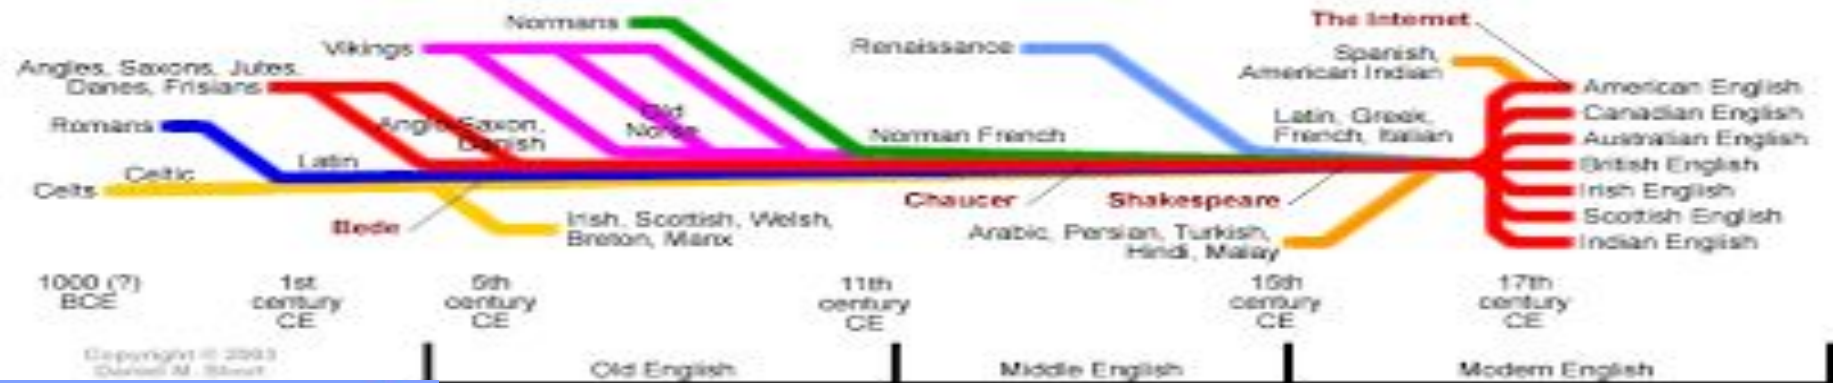 Normans
The Internet
Vikings
Renaissance
Spanish,
American Indian
Angles, Saxons, Jutes,
Danes, Frisians
American English
Canadian English
Romans
Anglo-Saxon,
Danish
Old
Norse
Norman French
Latin, Greek,
French, Italian
Australian English
British English
Latin
Celtic
Celts
Irish English
Chaucer
Shakespeare
Bede
Irish, Scottish, Welsh,
Breton, Manx
Arabic, Persian, Turkish,
Hindi, Malay
Scottish English
Indian English
1000 (?)
BCE
1st
century
CE
5th
century
CE
11th
century
CE
15th
century
CE
17th
century
CE
Copyright © 2003
Daniel M. Short
Old English
Middle English
Modern English